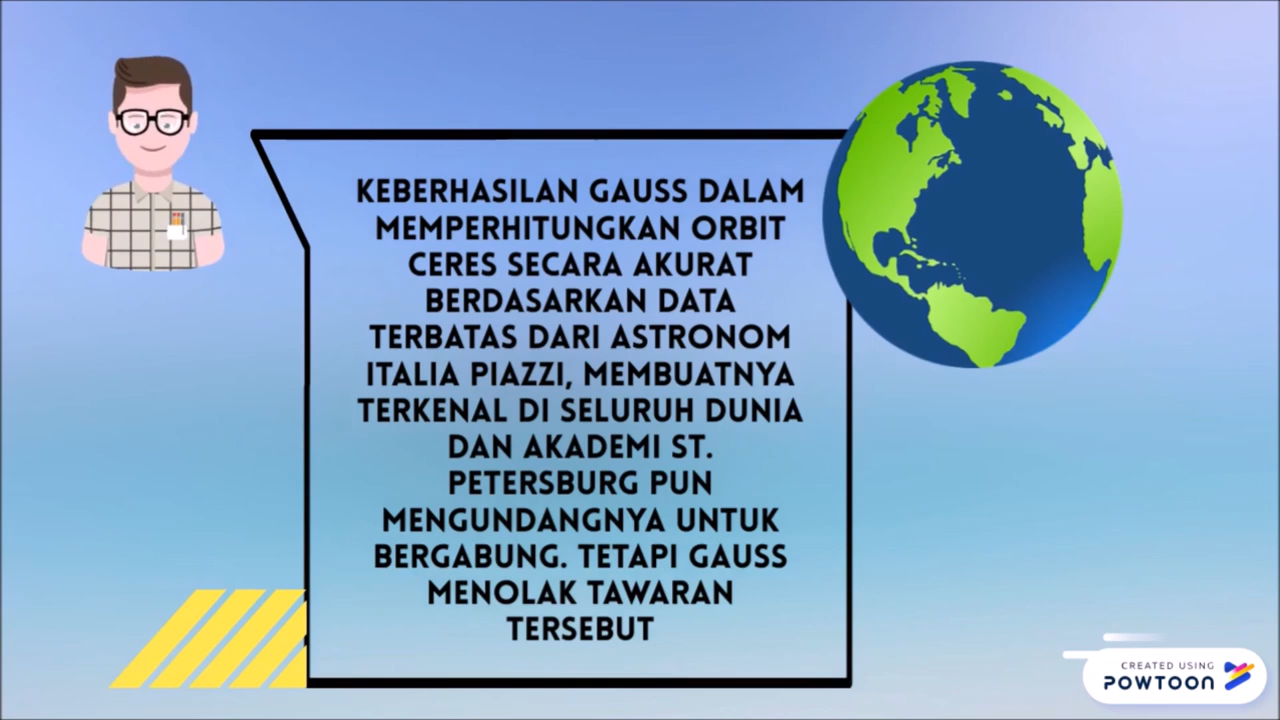 KEBERHASILAN GAUSS DALAM
MEMPERHITUNGKAN ORBIT
CERES SECARA AKURAT
BERDASARKAN DATA
TERBATAS DARI ASTRONOM
ITALIA PIAZZI, MEMBUATNYA
TERKENAL DI SELURUH DUNIA
DAN AKADEMI ST.
PETERSBURG PUN
MENGUNDANGNYA UNTUK
BERGABUNG. TETAPI GAUSS
MENOLAK TAWARAN
TERSEBUT
CREATED USING
POWTOON